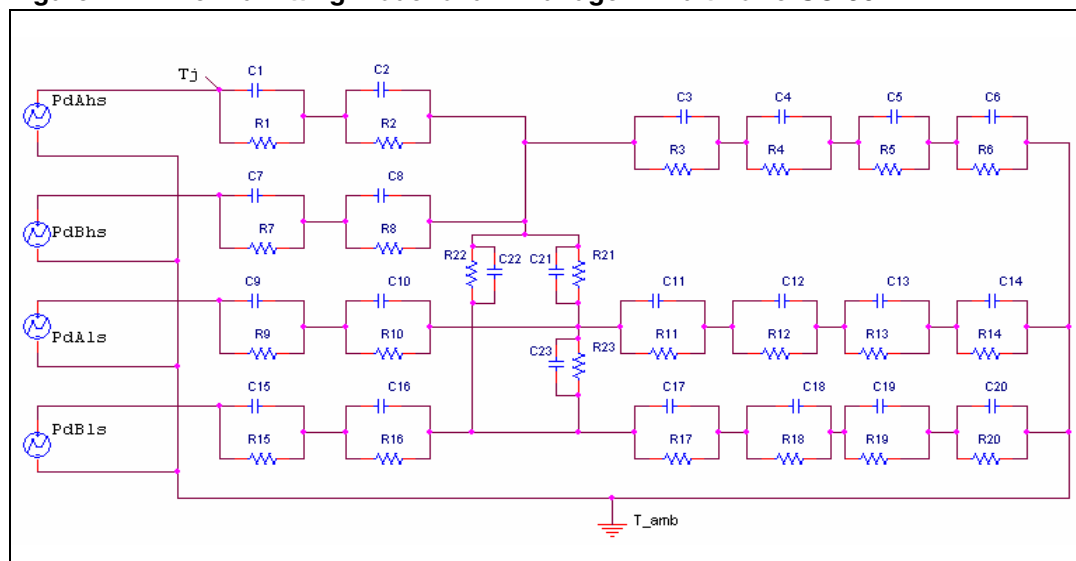 Tj
C1 C2
PdAhs
C3 C4 C5 C6
R1 R2
R3 R4 R5 R6
C7 C8
PdBhs
R7 R8
R22 C22 C21 R21
C9 C10 C11 C12 C13 C14
PdAls
R9 R10 R11 R12 R13 R14
C23 R23
C15 C16 C17 C18 C19 C20
PdBls
R15 R16 R17 R18 R19 R20
T_amb